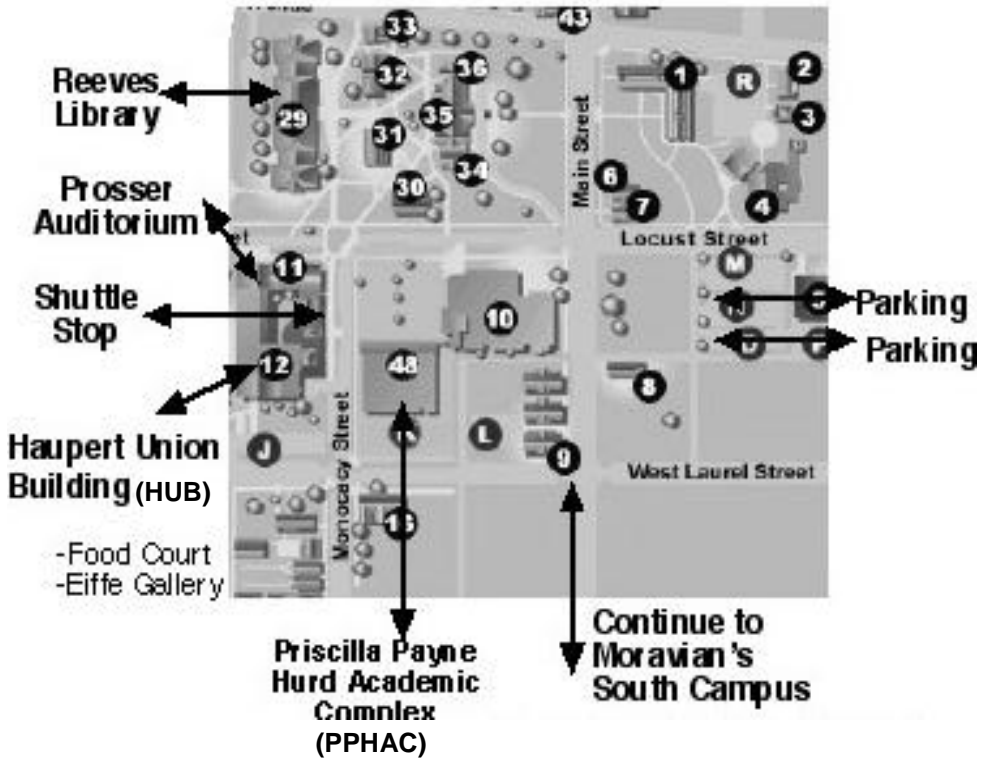 33
43
Reeves
Library
29
32
36
35
31
34
30
1
R
2
3
Main Street
6
7
4
Prosser
Auditorium
et
Locust Street
11
M
Shuttle
Stop
10
5
Parking
Parking
12
48
8
Haupert Union
Building (HUB)
J
L
9
West Laurel Street
Monocacy Street
16
-Food Court
-Eiffe Gallery
Priscilla Payne
Hurd Academic
Complex
(PPHAC)
Continue to
Moravian's
South Campus